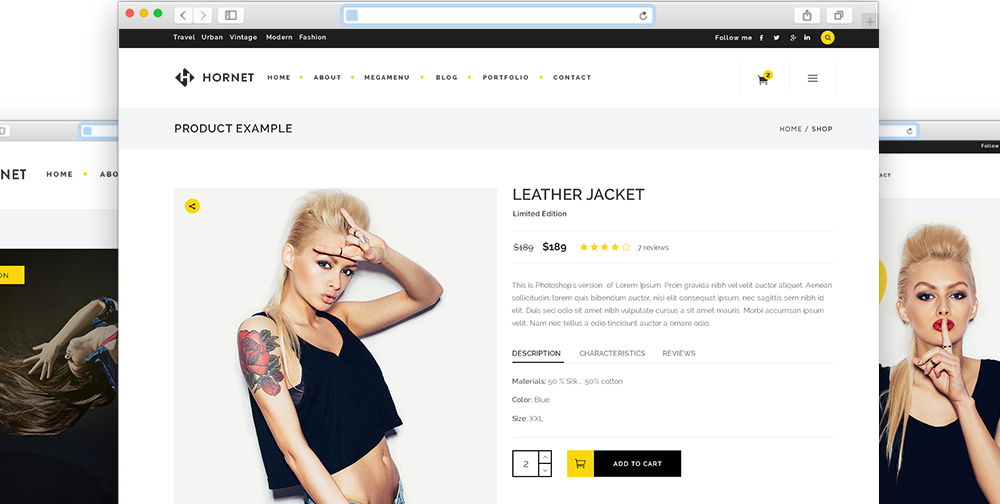 Travel Urban Vintage Modern Fashion
Follow me
HORNET
HOME ABOUT MEGAMENU BLOG PORTFOLIO CONTACT
2
PRODUCT EXAMPLE
HOME / SHOP
LEATHER JACKET
Limited Edition
$189 $189 7 reviews
This is Photoshop's version of Lorem Ipsum. Proin gravida nibh vel velit auctor aliquet. Aenean
sollicitudin, lorem quis bibendum auctor, nisi elit consequat ipsum, nec sagittis sem nibh id
elit. Duis sed odio sit amet nibh vulputate cursus a sit amet mauris. Morbi accumsan ipsum
velit. Nam nec tellus a odio tincidunt auctor a ornare odio.
DESCRIPTION CHARACTERISTICS REVIEWS
Materials: 50 % Silk, 50% cotton
Color: Blue
Size: XXL
2
ADD TO CART
NET HOME ABO
ON
Follow
ACT